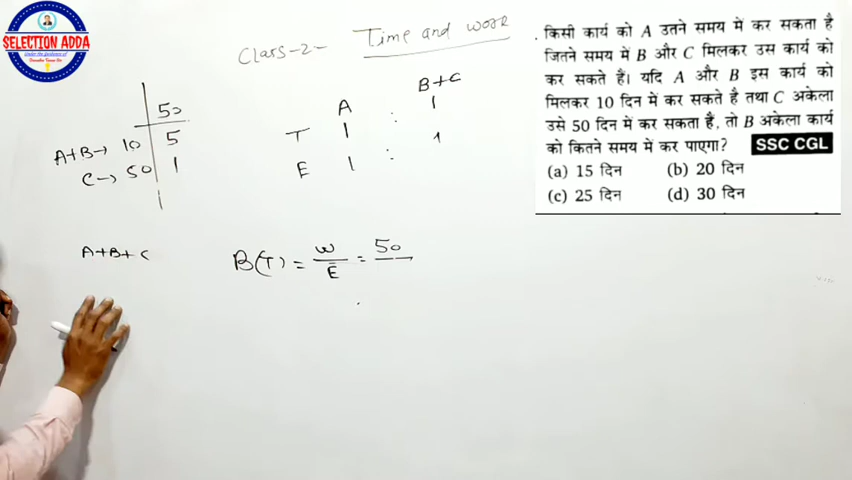 SELECTION ADDA
Class-2-
Time and work
50
A+B→ 10 5
C→ 50 1
A B+C
T 1 : 1
E 1 : 1
A+B+C
B(T) = W/E = 50
किसी कार्य को A उतने समय में कर सकता है
जितने समय में B और C मिलकर उस कार्य को
कर सकते हैं। यदि A और B इस कार्य को
मिलकर 10 दिन में कर सकते है तथा C अकेला
उसे 50 दिन में कर सकता है, तो B अकेला कार्य
को कितने समय में कर पाएगा? SSC CGL
(a) 15 दिन (b) 20 दिन
(c) 25 दिन (d) 30 दिन